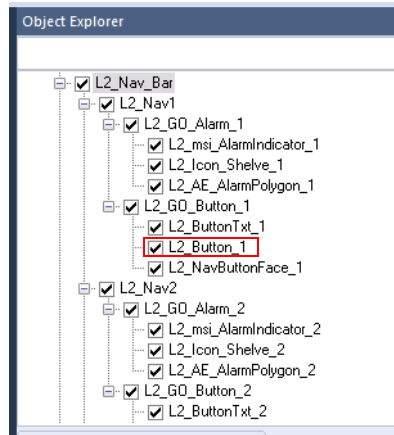 Object Explorer
L2_Nav_Bar
L2_Nav1
L2_GO_Alarm_1
L2_msi_AlarmIndicator_1
L2_Icon_Shelve_1
L2_AE_AlarmPolygon_1
L2_GO_Button_1
L2_ButtonTxt_1
L2_Button_1
L2_NavButtonFace_1
L2_Nav2
L2_GO_Alarm_2
L2_msi_AlarmIndicator_2
L2_Icon_Shelve_2
L2_AE_AlarmPolygon_2
L2_GO_Button_2
L2_ButtonTxt_2